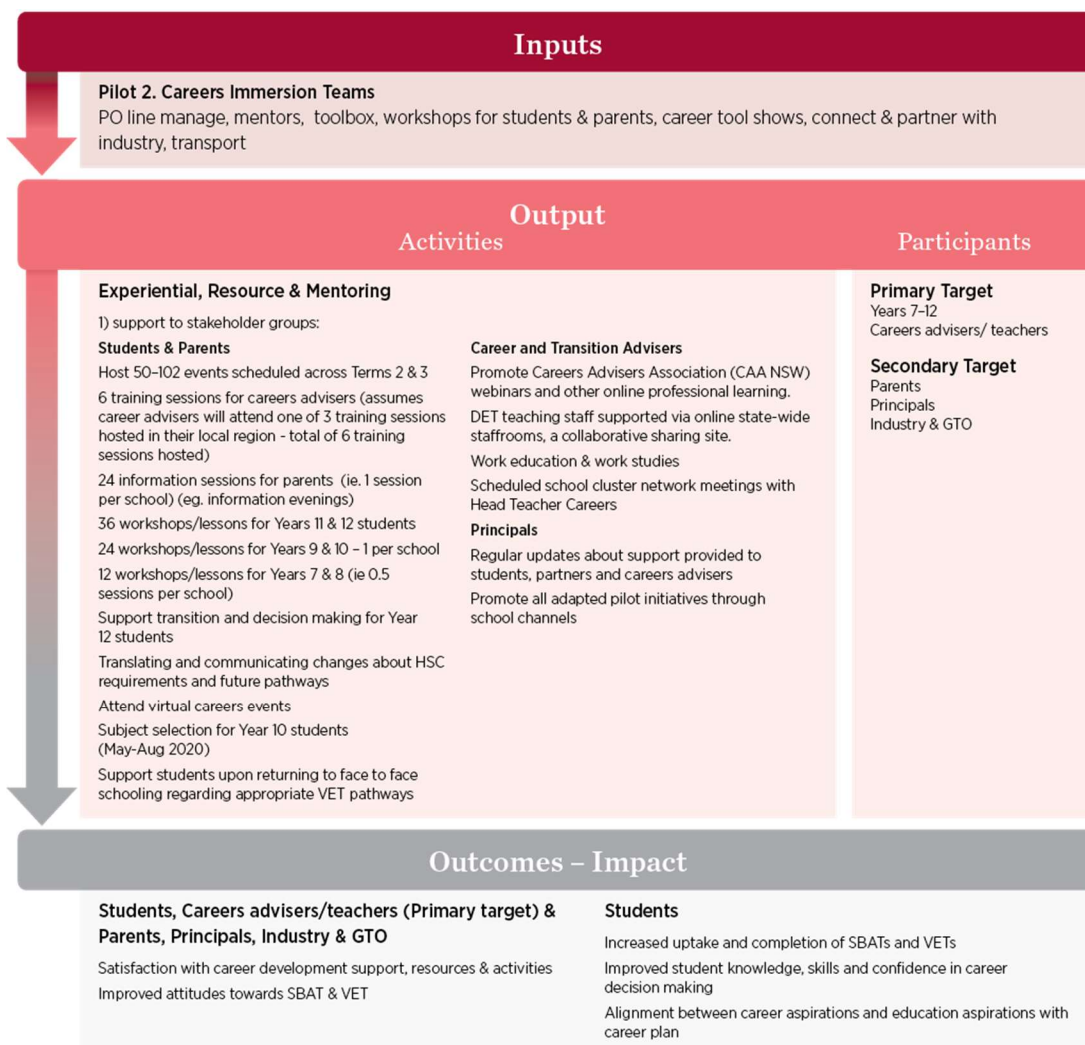 Inputs
Pilot 2. Careers Immersion Teams
PO line manage, mentors, toolbox, workshops for students & parents, career tool shows, connect & partner with
industry, transport
Output
Activities
Participants
Experiential, Resource & Mentoring
1) support to stakeholder groups:
Students & Parents
Host 50–102 events scheduled across Terms 2 & 3
6 training sessions for careers advisers (assumes
career advisers will attend one of 3 training sessions
hosted in their local region - total of 6 training
sessions hosted)
24 information sessions for parents (ie. 1 session
per school) (eg. information evenings)
36 workshops/lessons for Years 11 & 12 students
24 workshops/lessons for Years 9 & 10 – 1 per school
12 workshops/lessons for Years 7 & 8 (ie 0.5
sessions per school)
Support transition and decision making for Year
12 students
Translating and communicating changes about HSC
requirements and future pathways
Attend virtual careers events
Subject selection for Year 10 students
(May-Aug 2020)
Support students upon returning to face to face
schooling regarding appropriate VET pathways
Career and Transition Advisers
Promote Careers Advisers Association (CAA NSW)
webinars and other online professional learning.
DET teaching staff supported via online state-wide
staffrooms, a collaborative sharing site.
Work education & work studies
Scheduled school cluster network meetings with
Head Teacher Careers
Principals
Regular updates about support provided to
students, partners and careers advisers
Promote all adapted pilot initiatives through
school channels
Primary Target
Years 7–12
Careers advisers/ teachers
Secondary Target
Parents
Principals
Industry & GTO
Outcomes – Impact
Students, Careers advisers/teachers (Primary target) &
Parents, Principals, Industry & GTO
Satisfaction with career development support, resources & activities
Improved attitudes towards SBAT & VET
Students
Increased uptake and completion of SBATs and VETs
Improved student knowledge, skills and confidence in career
decision making
Alignment between career aspirations and education aspirations with
career plan